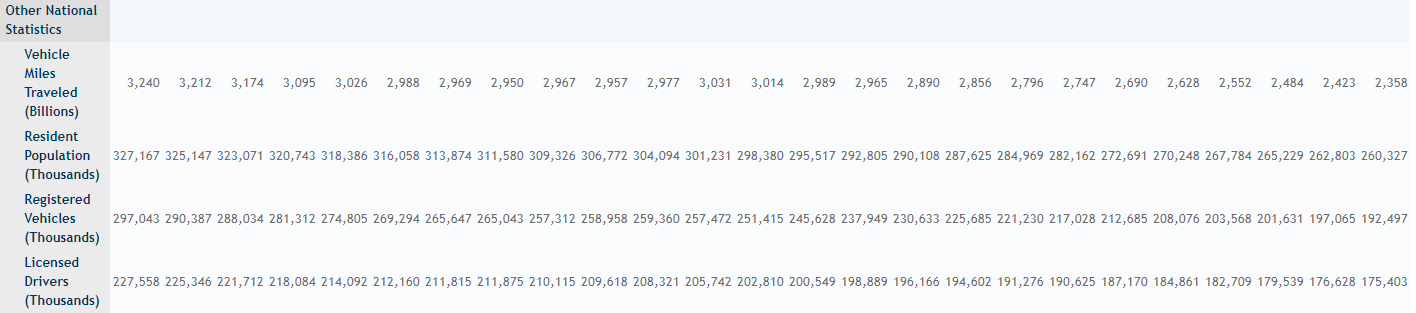 Other National
Statistics
Vehicle
Miles
Traveled
(Billions)
3,240 3,212 3,174 3,095 3,026 2,988 2,969 2,950 2,967 2,957 2,977 3,031 3,014 2,989 2,965 2,890 2,856 2,796 2,747 2,690 2,628 2,552 2,484 2,423 2,358
Resident
Population
(Thousands)
327,167 325,147 323,071 320,743 318,386 316,058 313,874 311,580 309,326 306,772 304,094 301,231 298,380 295,517 292,805 290,108 287,625 284,969 282,162 272,691 270,248 267,784 265,229 262,803 260,327
Registered
Vehicles
(Thousands)
297,043 290,387 288,034 281,312 274,805 269,294 265,647 265,043 257,312 258,958 259,360 257,472 251,415 245,628 237,949 230,633 225,685 221,230 217,028 212,685 208,076 203,568 201,631 197,065 192,497
Licensed
Drivers
(Thousands)
227,558 225,346 221,712 218,084 214,092 212,160 211,815 211,875 210,115 209,618 208,321 205,742 202,810 200,549 198,889 196,166 194,602 191,276 190,625 187,170 184,861 182,709 179,539 176,628 175,403